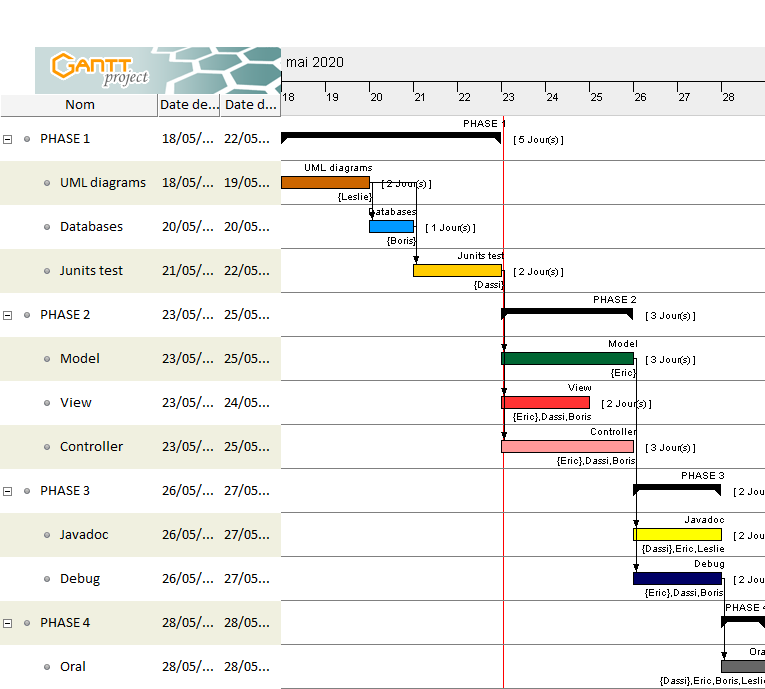 GANTT
project
mai 2020
Nom Date de... Date d...
18 19 20 21 22 23 24 25 26 27 28
PHASE 1
PHASE 1 18/05/... 22/05... [ 5 Jour(s) ]
UML diagrams
UML diagrams 18/05/... 19/05... [ 2 Jour(s) ]
{Leslie}
Databases
Databases 20/05/... 20/05... [ 1 Jour(s) ]
{Boris}
Junits test
Junits test 21/05/... 22/05... [ 2 Jour(s) ]
{Dassi}
PHASE 2
PHASE 2 23/05/... 25/05... [ 3 Jour(s) ]
Model
Model 23/05/... 25/05... [ 3 Jour(s) ]
{Eric}
View
View 23/05/... 24/05... [ 2 Jour(s) ]
{Eric},Dassi,Boris
Controller
Controller 23/05/... 25/05... [ 3 Jour(s) ]
{Eric},Dassi,Boris
PHASE 3
PHASE 3 26/05/... 27/05... [ 2 Jou
Javadoc
Javadoc 26/05/... 27/05... [ 2 Jou
{Dassi},Eric,Leslie
Debug
Debug 26/05/... 27/05... [ 2 Jou
{Eric},Dassi,Boris
PHASE 4
PHASE 4 28/05/... 28/05...
Ora
Oral 28/05/... 28/05...
{Dassi},Eric,Boris,Leslie